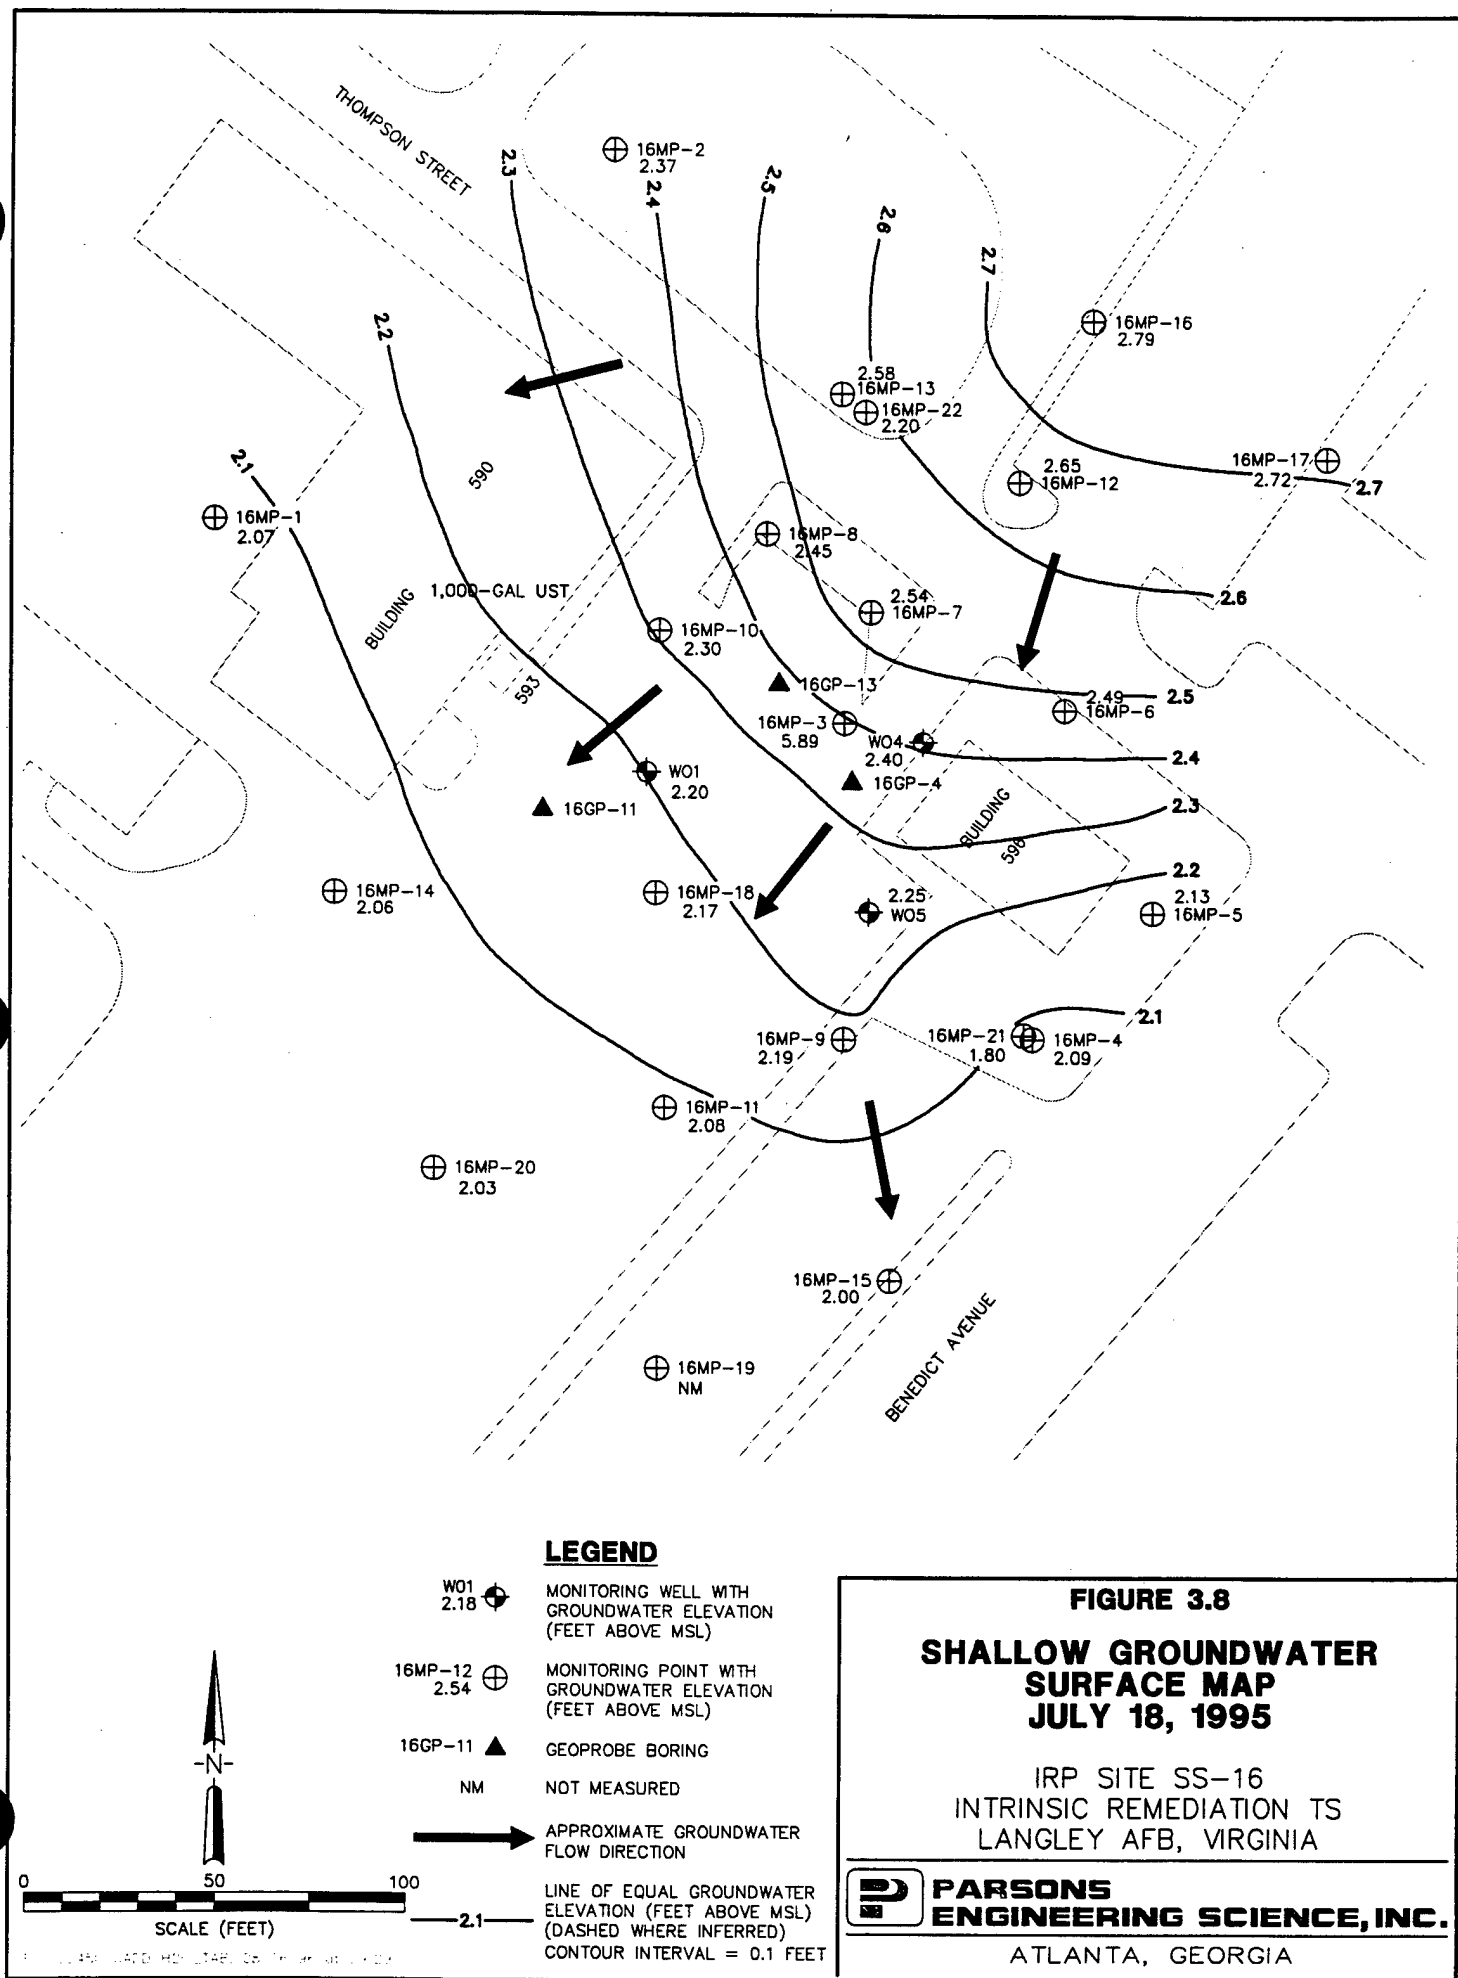 THOMPSON STREET
16MP-2
2.37
2.3
2.4
2.5
2.6
2.7
2.2
2.1
16MP-16
2.79
2.58
16MP-13
16MP-22
2.20
16MP-17
2.72
2.7
2.65
16MP-12
590
16MP-1
2.07
16MP-8
2.45
BUILDING
1,000-GAL UST
2.54
16MP-7
2.6
16MP-10
2.30
593
16GP-13
2.49
16MP-6
2.5
16MP-3
5.89
W04
2.40
2.4
W01
2.20
16GP-11
16GP-4
BUILDING
596
2.3
2.2
16MP-14
2.06
16MP-18
2.17
2.25
W05
2.13
16MP-5
2.1
16MP-9
2.19
16MP-21
1.80
16MP-4
2.09
16MP-11
2.08
16MP-20
2.03
16MP-15
2.00
16MP-19
NM
BENEDICT AVENUE
LEGEND
W01
2.18
MONITORING WELL WITH
GROUNDWATER ELEVATION
(FEET ABOVE MSL)
16MP-12
2.54
MONITORING POINT WITH
GROUNDWATER ELEVATION
(FEET ABOVE MSL)
16GP-11
GEOPROBE BORING
NM
NOT MEASURED
APPROXIMATE GROUNDWATER
FLOW DIRECTION
2.1
LINE OF EQUAL GROUNDWATER
ELEVATION (FEET ABOVE MSL)
(DASHED WHERE INFERRED)
CONTOUR INTERVAL = 0.1 FEET
-N-
0 50 100
SCALE (FEET)
FIGURE 3.8
SHALLOW GROUNDWATER
SURFACE MAP
JULY 18, 1995
IRP SITE SS-16
INTRINSIC REMEDIATION TS
LANGLEY AFB, VIRGINIA
PARSONS
ENGINEERING SCIENCE, INC.
ATLANTA, GEORGIA